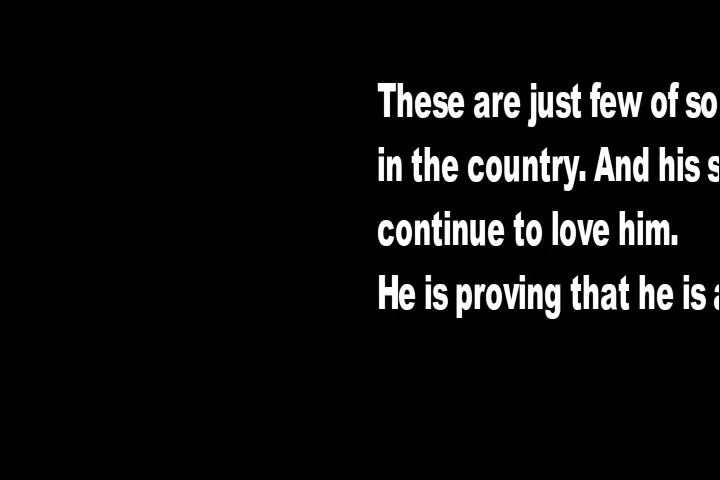 These are just few of so
in the country. And his s
continue to love him.
He is proving that he is a